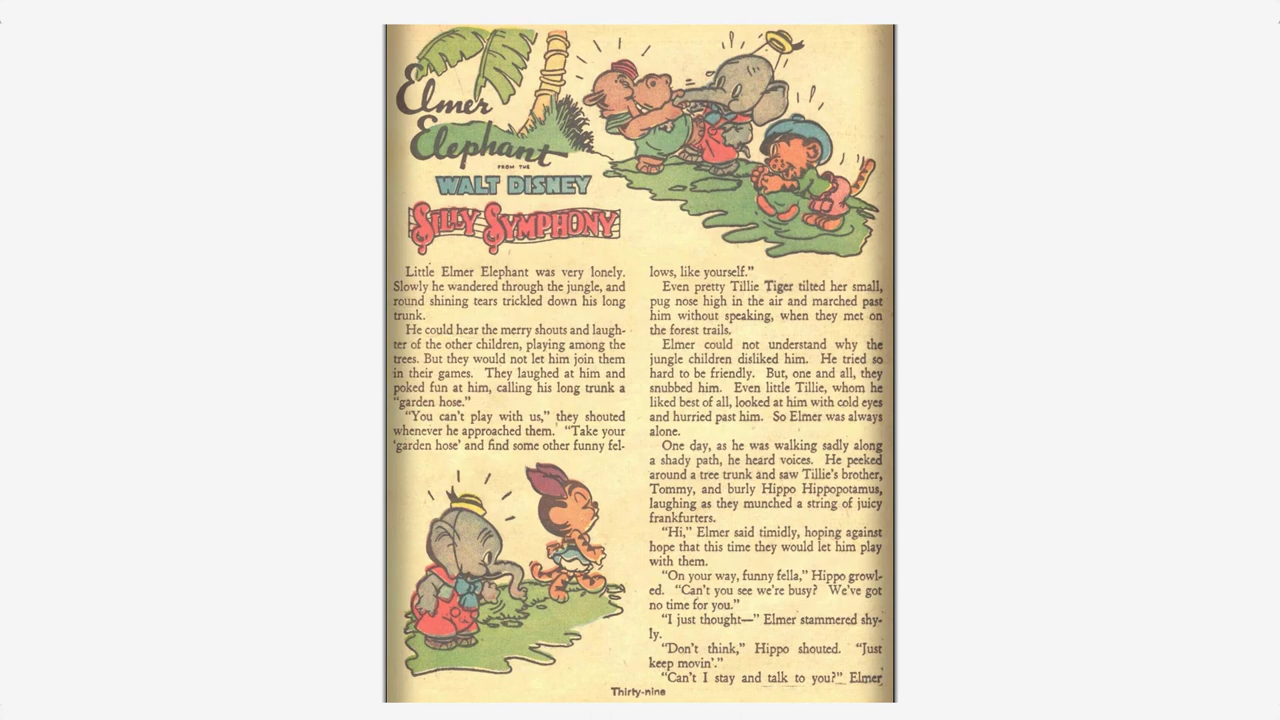 Elmer
Elephant
FROM THE
WALT DISNEY
SILLY SYMPHONY
Little Elmer Elephant was very lonely.
Slowly he wandered through the jungle, and
round shining tears trickled down his long
trunk.
He could hear the merry shouts and laugh-
ter of the other children, playing among the
trees. But they would not let him join them
in their games. They laughed at him and
poked fun at him, calling his long trunk a
“garden hose.”
“You can’t play with us,” they shouted
whenever he approached them. “Take your
‘garden hose’ and find some other funny fel-
lows, like yourself.”
Even pretty Tillie Tiger tilted her small,
pug nose high in the air and marched past
him without speaking, when they met on
the forest trails.
Elmer could not understand why the
jungle children disliked him. He tried so
hard to be friendly. But, one and all, they
snubbed him. Even little Tillie, whom he
liked best of all, looked at him with cold eyes
and hurried past him. So Elmer was always
alone.
One day, as he was walking sadly along
a shady path, he heard voices. He peeked
around a tree trunk and saw Tillie’s brother,
Tommy, and burly Hippo Hippopotamus,
laughing as they munched a string of juicy
frankfurters.
“Hi,” Elmer said timidly, hoping against
hope that this time they would let him play
with them.
“On your way, funny fella,” Hippo growl-
ed. “Can’t you see we’re busy? We’ve got
no time for you.”
“I just thought—” Elmer stammered shy-
ly.
“Don’t think,” Hippo shouted. “Just
keep movin’.”
“Can’t I stay and talk to you?” Elmer
Thirty-nine